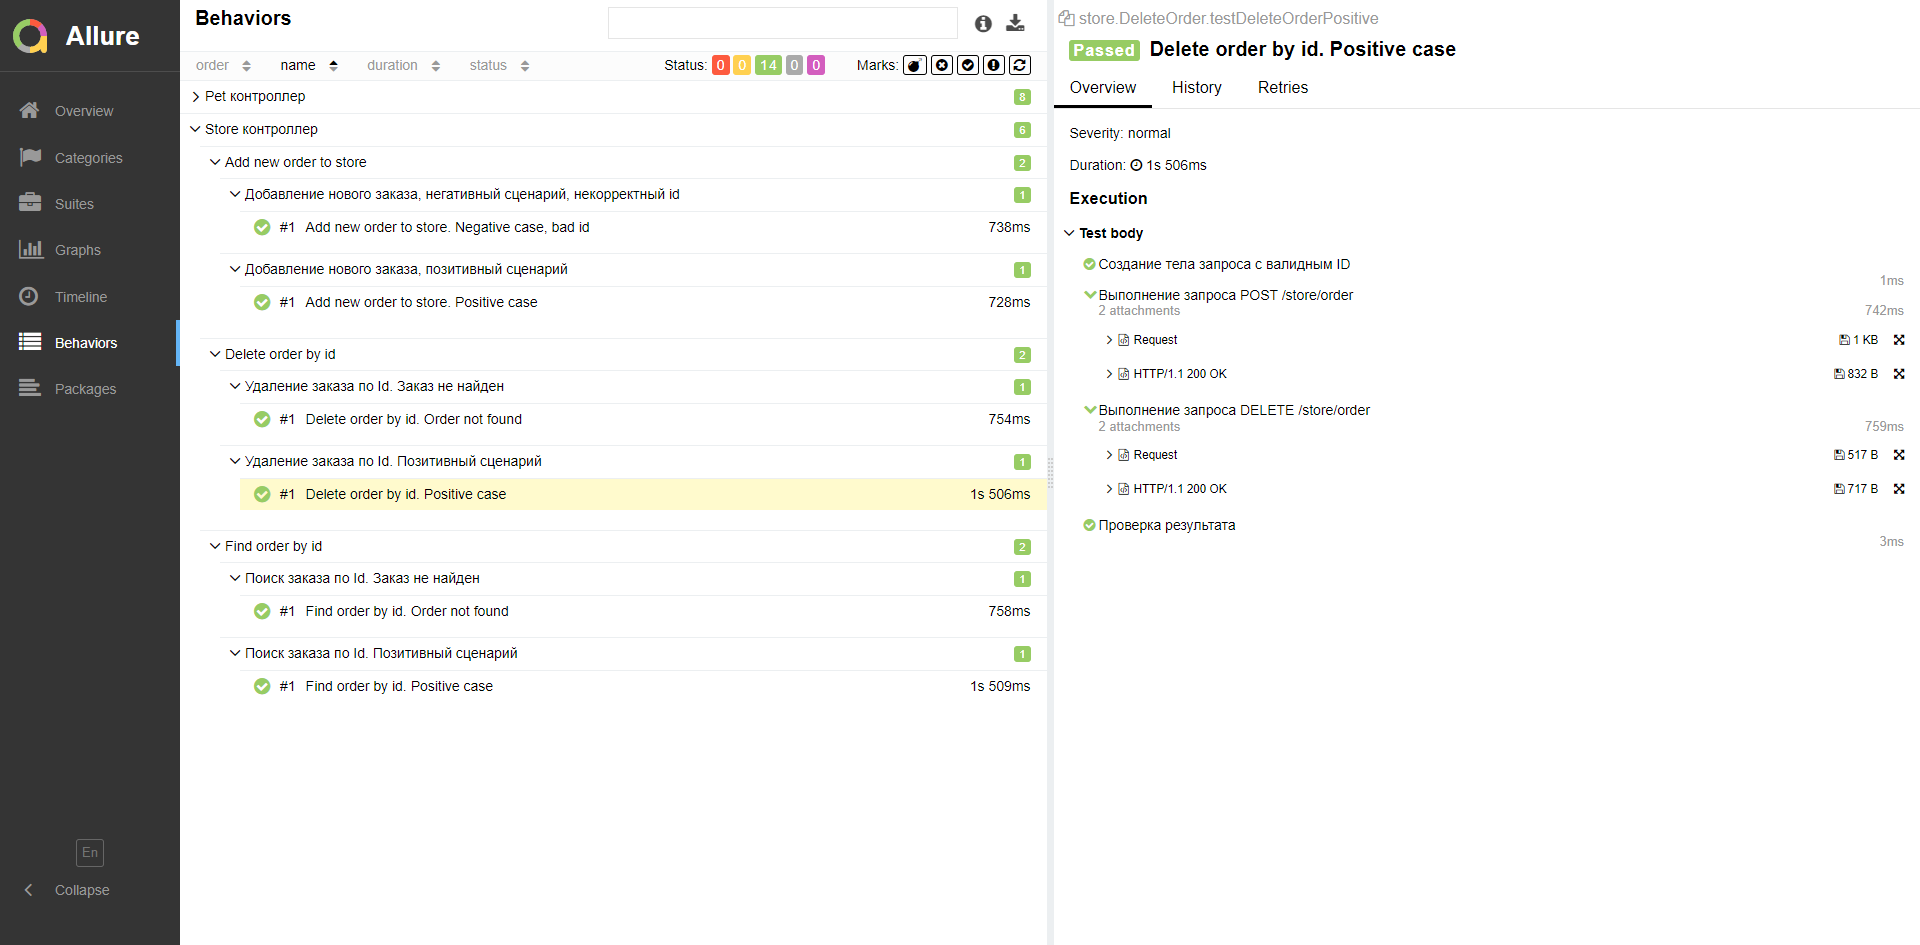 Allure
Overview
Categories
Suites
Graphs
Timeline
Behaviors
Packages
En
Collapse
Behaviors
order name duration status Status: 0 0 14 0 0 Marks:
Pet контроллер 8
Store контроллер 6
Add new order to store 2
Добавление нового заказа, негативный сценарий, некорректный id 1
#1 Add new order to store. Negative case, bad id 738ms
Добавление нового заказа, позитивный сценарий 1
#1 Add new order to store. Positive case 728ms
Delete order by id 2
Удаление заказа по Id. Заказ не найден 1
#1 Delete order by id. Order not found 754ms
Удаление заказа по Id. Позитивный сценарий 1
#1 Delete order by id. Positive case 1s 506ms
Find order by id 2
Поиск заказа по Id. Заказ не найден 1
#1 Find order by id. Order not found 758ms
Поиск заказа по Id. Позитивный сценарий 1
#1 Find order by id. Positive case 1s 509ms
store.DeleteOrder.testDeleteOrderPositive
Passed Delete order by id. Positive case
Overview History Retries
Severity: normal
Duration: 1s 506ms
Execution
Test body
Создание тела запроса с валидным ID
1ms
Выполнение запроса POST /store/order
2 attachments 742ms
Request 1 KB
HTTP/1.1 200 OK 832 B
Выполнение запроса DELETE /store/order
2 attachments 759ms
Request 517 B
HTTP/1.1 200 OK 717 B
Проверка результата
3ms